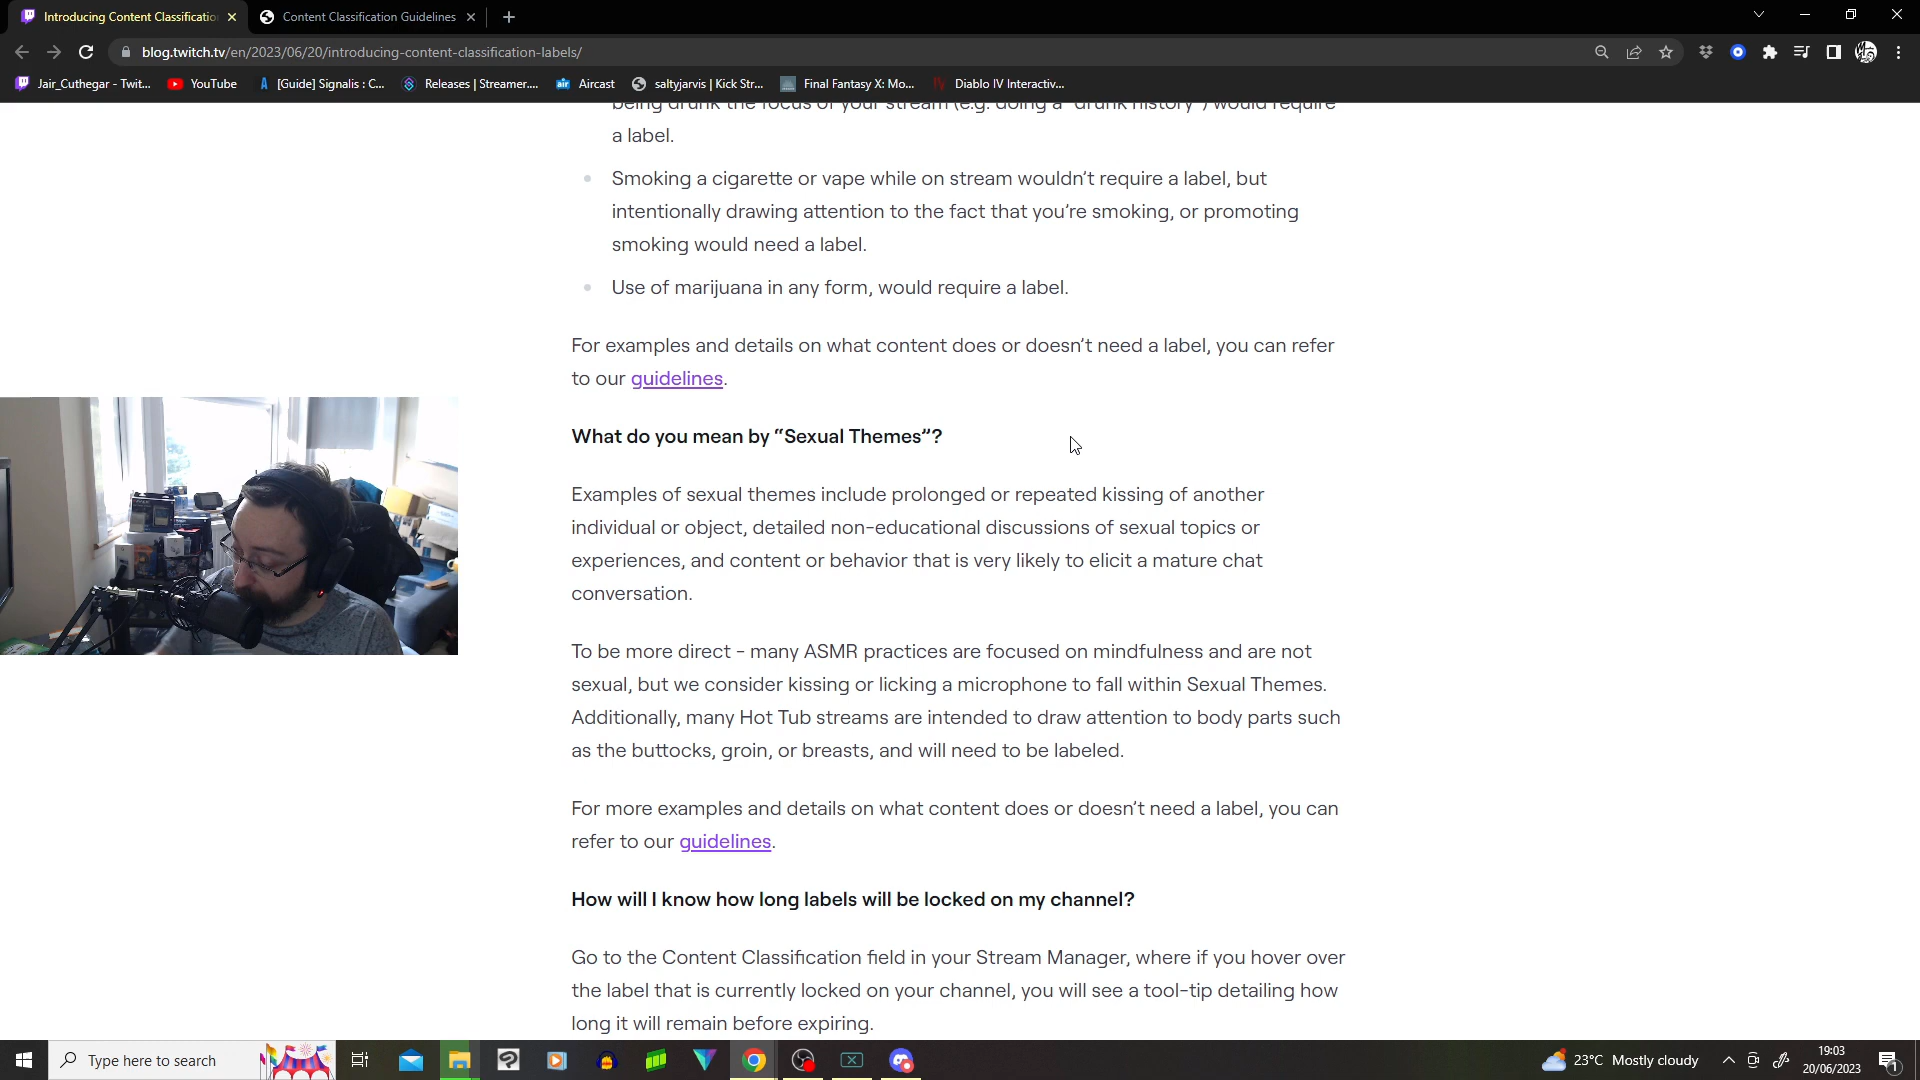 Introducing Content Classificatio
Content Classification Guidelines
blog.twitch.tv/en/2023/06/20/introducing-content-classification-labels/
Jair_Cuthegar - Twit...
YouTube
[Guide] Signalis : C...
Releases | Streamer....
Aircast
saltyjarvis | Kick Str...
Final Fantasy X: Mo...
Diablo IV Interactiv...
being drunk the focus of your stream (e.g. doing a "drunk history") would require
a label.
Smoking a cigarette or vape while on stream wouldn't require a label, but
intentionally drawing attention to the fact that you're smoking, or promoting
smoking would need a label.
Use of marijuana in any form, would require a label.
For examples and details on what content does or doesn't need a label, you can refer
to our guidelines.
What do you mean by "Sexual Themes"?
Examples of sexual themes include prolonged or repeated kissing of another
individual or object, detailed non-educational discussions of sexual topics or
experiences, and content or behavior that is very likely to elicit a mature chat
conversation.
To be more direct - many ASMR practices are focused on mindfulness and are not
sexual, but we consider kissing or licking a microphone to fall within Sexual Themes.
Additionally, many Hot Tub streams are intended to draw attention to body parts such
as the buttocks, groin, or breasts, and will need to be labeled.
For more examples and details on what content does or doesn't need a label, you can
refer to our guidelines.
How will I know how long labels will be locked on my channel?
Go to the Content Classification field in your Stream Manager, where if you hover over
the label that is currently locked on your channel, you will see a tool-tip detailing how
long it will remain before expiring.
Type here to search
23°C Mostly cloudy
19:03
20/06/2023
1